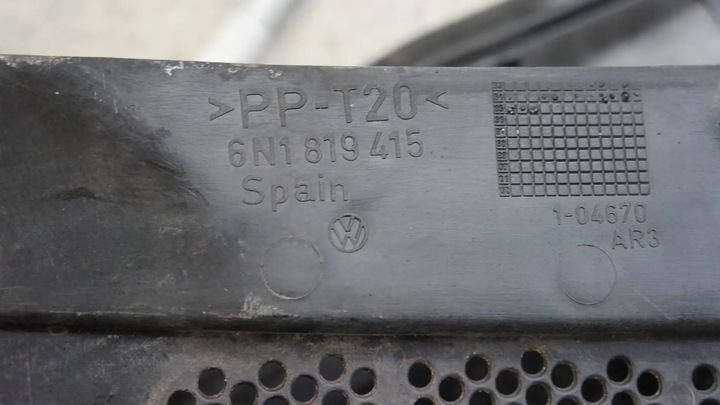 >PP-T20<
6N1 819 415
Spain
1-04670
AR3